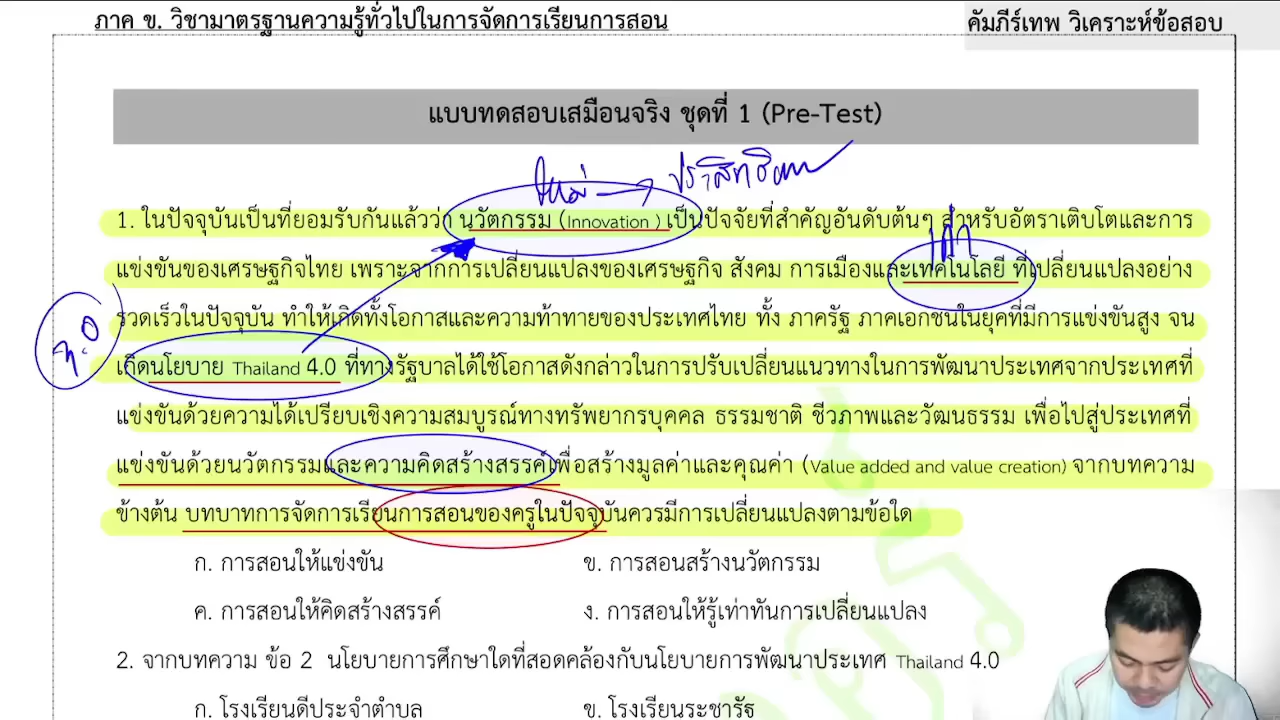 ภาค ข. วิชามาตรฐานความรู้ทั่วไปในการจัดการเรียนการสอน
คัมภีร์เทพ วิเคราะห์ข้อสอบ
แบบทดสอบเสมือนจริง ชุดที่ 1 (Pre-Test)
ใหม่ → ประสิทธิภาพ
1. ในปัจจุบันเป็นที่ยอมรับกันแล้วว่า นวัตกรรม (Innovation ) เป็นปัจจัยที่สำคัญอันดับต้นๆ สำหรับอัตราเติบโตและการ
แข่งขันของเศรษฐกิจไทย เพราะจากการเปลี่ยนแปลงของเศรษฐกิจ สังคม การเมืองและเทคโนโลยี ที่เปลี่ยนแปลงอย่าง
รวดเร็วในปัจจุบัน ทำให้เกิดทั้งโอกาสและความท้าทายของประเทศไทย ทั้ง ภาครัฐ ภาคเอกชนในยุคที่มีการแข่งขันสูง จน
เกิดนโยบาย Thailand 4.0 ที่ทางรัฐบาลได้ใช้โอกาสดังกล่าวในการปรับเปลี่ยนแนวทางในการพัฒนาประเทศจากประเทศที่
แข่งขันด้วยความได้เปรียบเชิงความสมบูรณ์ทางทรัพยากรบุคคล ธรรมชาติ ชีวภาพและวัฒนธรรม เพื่อไปสู่ประเทศที่
แข่งขันด้วยนวัตกรรมและความคิดสร้างสรรค์เพื่อสร้างมูลค่าและคุณค่า (Value added and value creation) จากบทความ
ข้างต้น บทบาทการจัดการเรียนการสอนของครูในปัจจุบันควรมีการเปลี่ยนแปลงตามข้อใด
ก. การสอนให้แข่งขัน
ข. การสอนสร้างนวัตกรรม
ค. การสอนให้คิดสร้างสรรค์
ง. การสอนให้รู้เท่าทันการเปลี่ยนแปลง
2. จากบทความ ข้อ 2 นโยบายการศึกษาใดที่สอดคล้องกับนโยบายการพัฒนาประเทศ Thailand 4.0
ก. โรงเรียนดีประจำตำบล
ข. โรงเรียนประชารัฐ